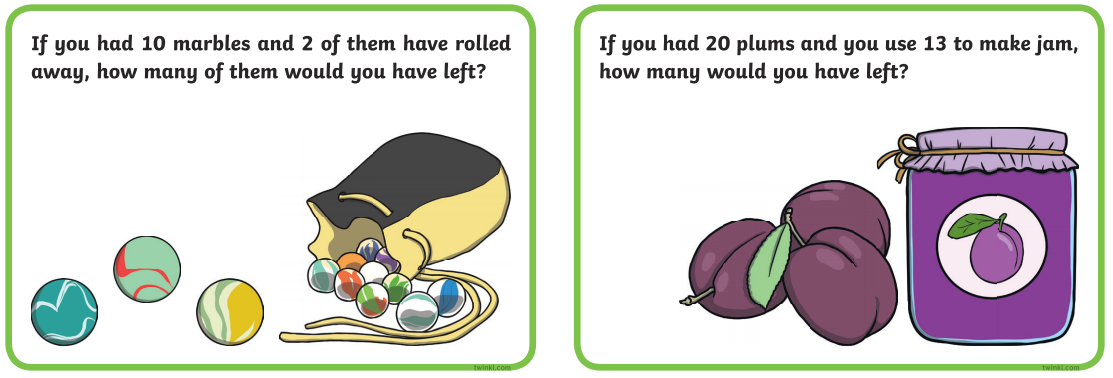 If you had 10 marbles and 2 of them have rolled
away, how many of them would you have left?
twinkl.com
If you had 20 plums and you use 13 to make jam,
how many would you have left?
twinkl.com